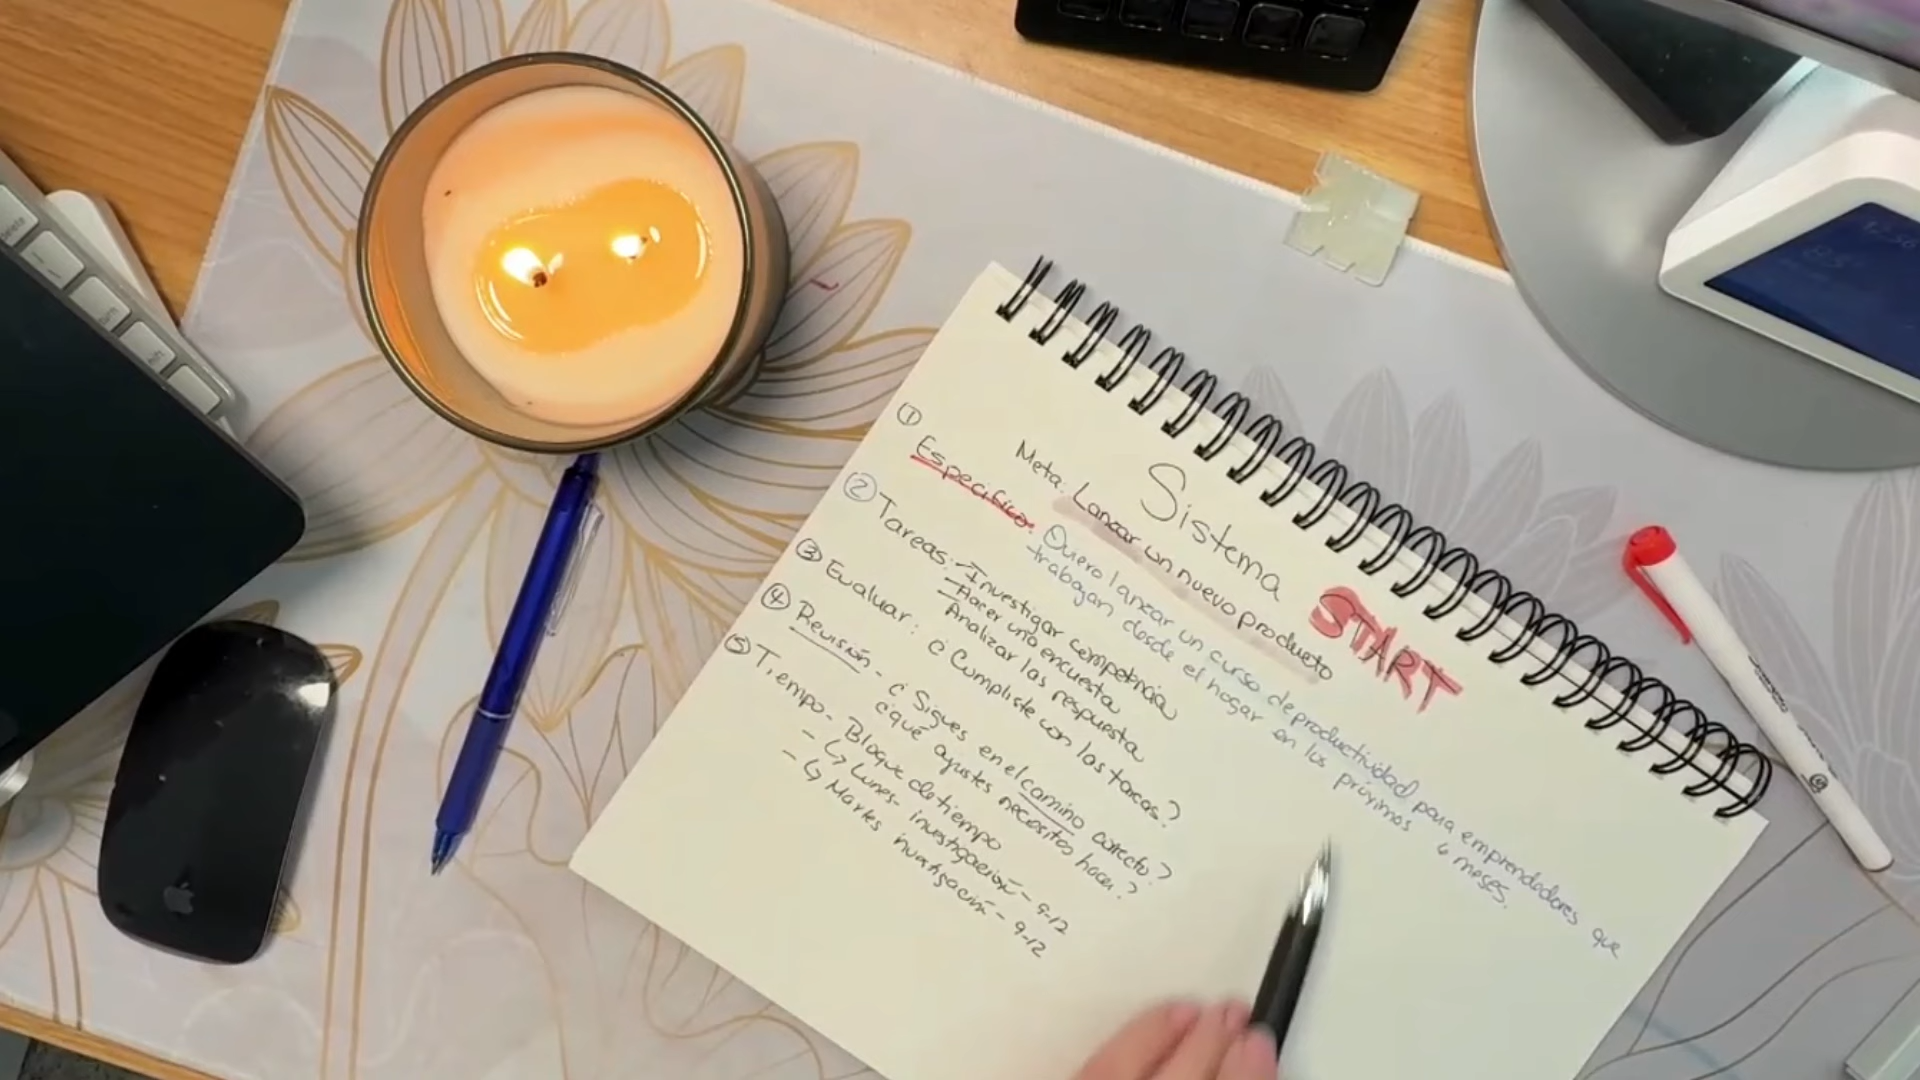 Sistema START
Meta: Lanzar un nuevo producto
① Especifico: Quiero lanzar un curso de productividad para emprendedores que
trabajan desde el hogar en los próximos 6 meses.
② Tareas: - Investigar competencia
- Hacer una encuesta
- Analizar las respuesta
③ Evaluar: ¿Cumpliste con las tareas?
④ Revisión - ¿Sigues en el camino correcto?
¿qué ajustes necesitas hacer?
⑤ Tiempo - Bloque de tiempo
- ↳ Lunes - investigación - 9-12
- ↳ Martes investigación - 9-12
Delete